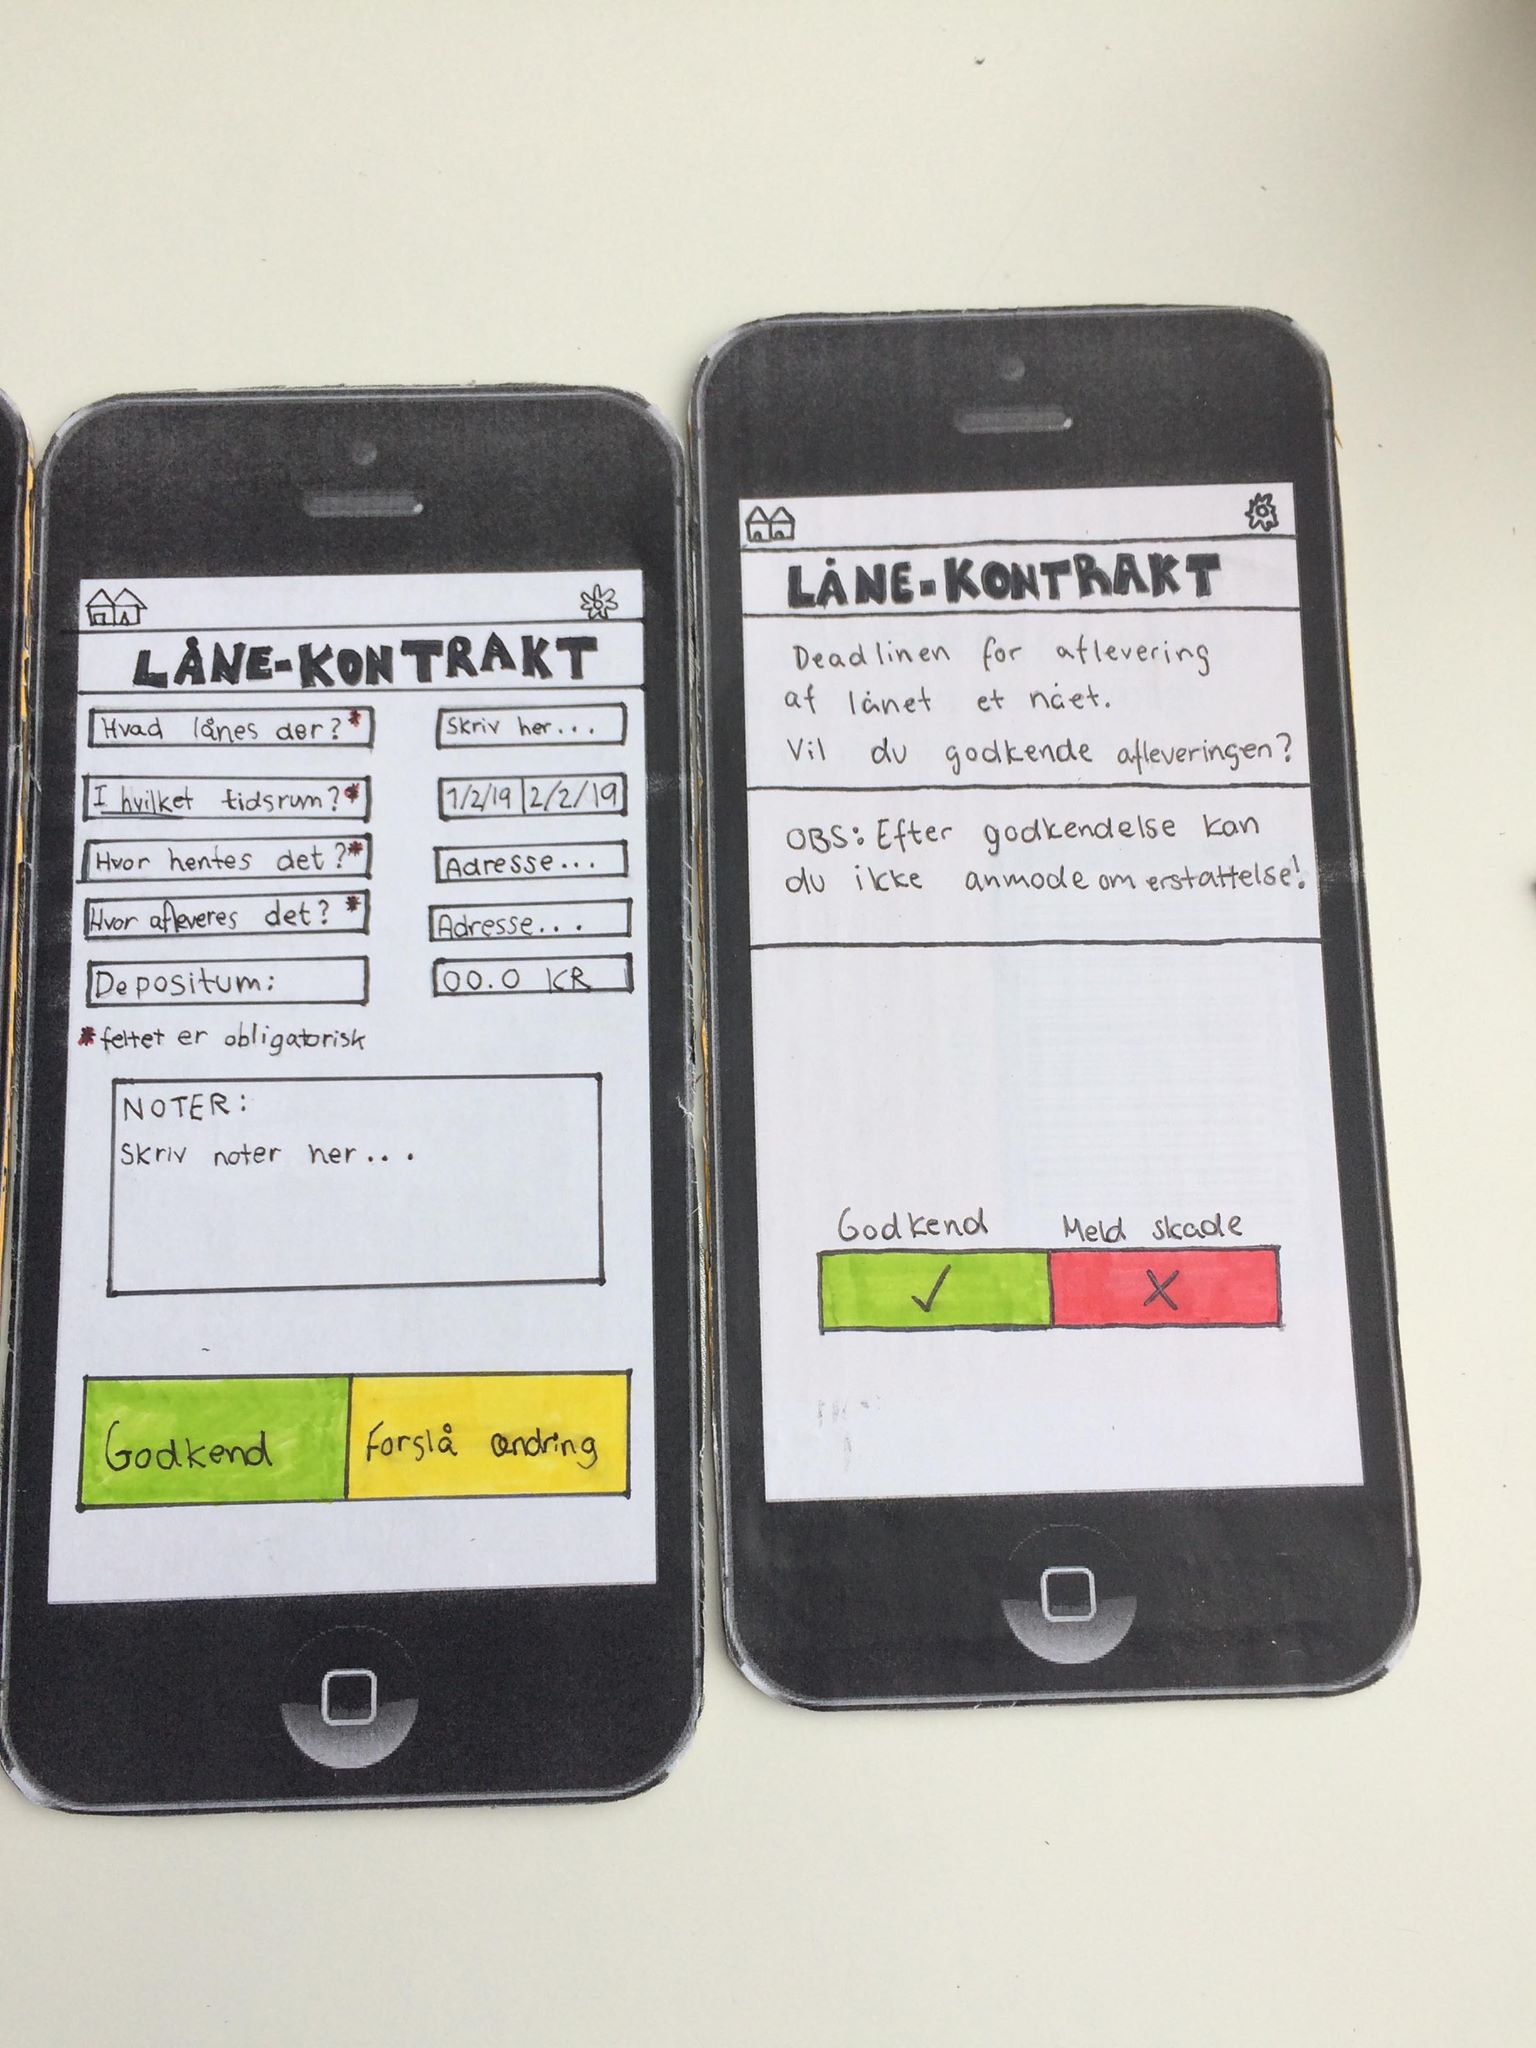 LÅNE-KONTRAKT
Hvad lånes der?* Skriv her...
I hvilket tidsrum?* 1/2/19 2/2/19
Hvor hentes det?* Adresse...
Hvor afleveres det?* Adresse...
Depositum: 00.0 KR
*feltet er obligatorisk
NOTER:
Skriv noter her...
Godkend Forslå ændring
LÅNE-KONTRAKT
Deadlinen for aflevering
af lånet et nået.
Vil du godkende afleveringen?
OBS: Efter godkendelse kan
du ikke anmode om erstattelse!
Godkend Meld skade
✓ X